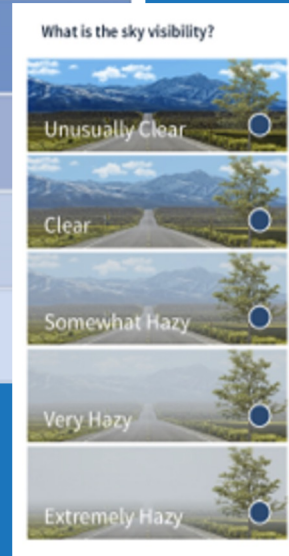 What is the sky visibility?
Unusually Clear
Clear
Somewhat Hazy
Very Hazy
Extremely Hazy